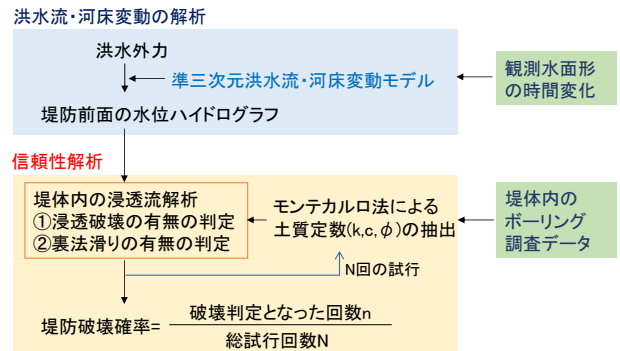 洪水流・河床変動の解析
洪水外力
準三次元洪水流・河床変動モデル
堤防前面の水位ハイドログラフ
観測水面形
の時間変化
信頼性解析
堤体内の浸透流解析
①浸透破壊の有無の判定
②裏法滑りの有無の判定
モンテカルロ法による
土質定数(k,c,φ)の抽出
堤体内の
ボーリング
調査データ
N回の試行
堤防破壊確率=
破壊判定となった回数n
総試行回数N